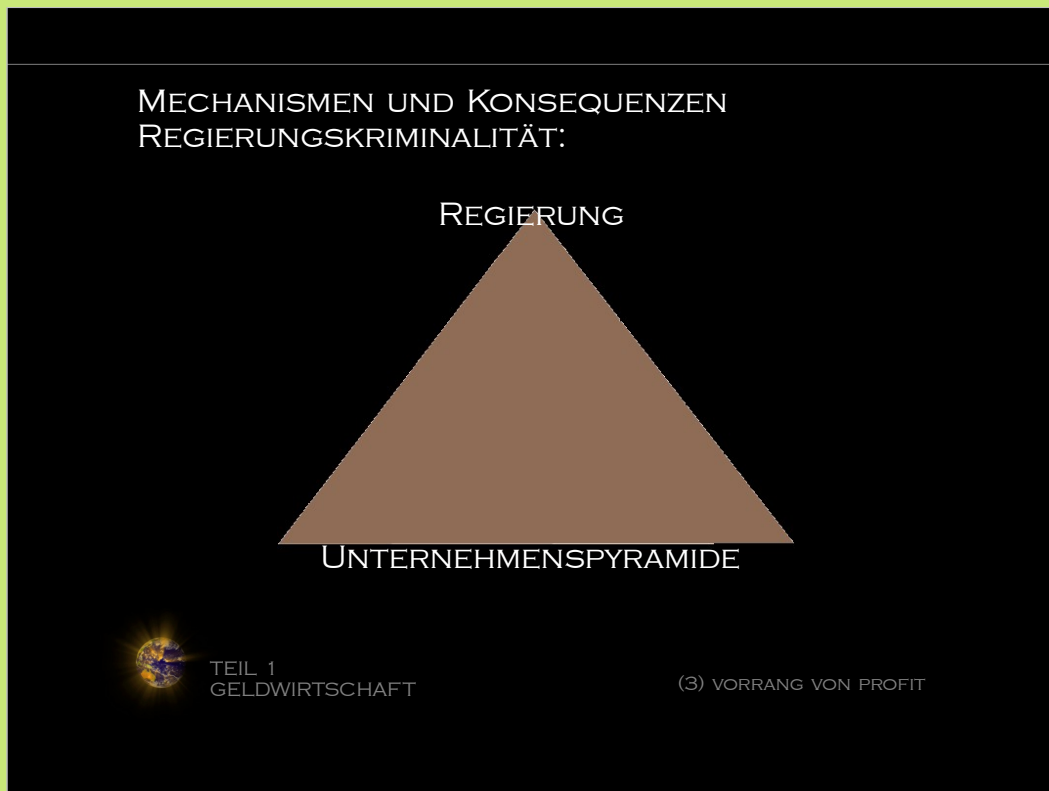 Mechanismen und Konsequenzen
Regierungskriminalität:
Regierung
Unternehmenspyramide
Teil 1
Geldwirtschaft
(3) Vorrang von Profit